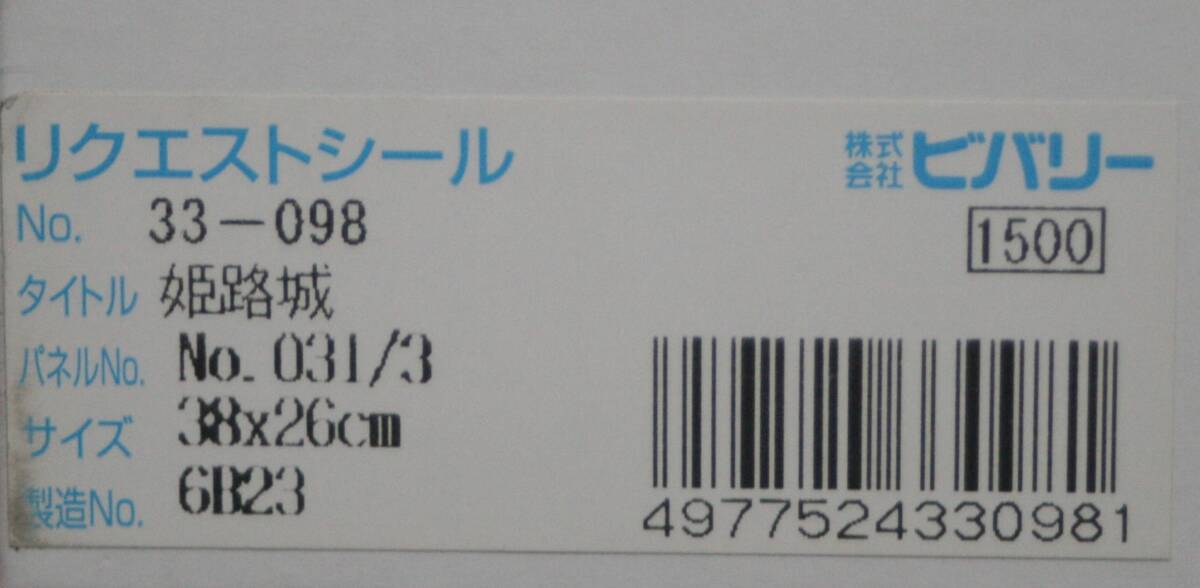 リクエストシール
株式会社 ビバリー
No. 33-098
1500
タイトル 姫路城
パネルNo. No. 031/3
サイズ 38x26cm
製造No. 6B23
4977524330981